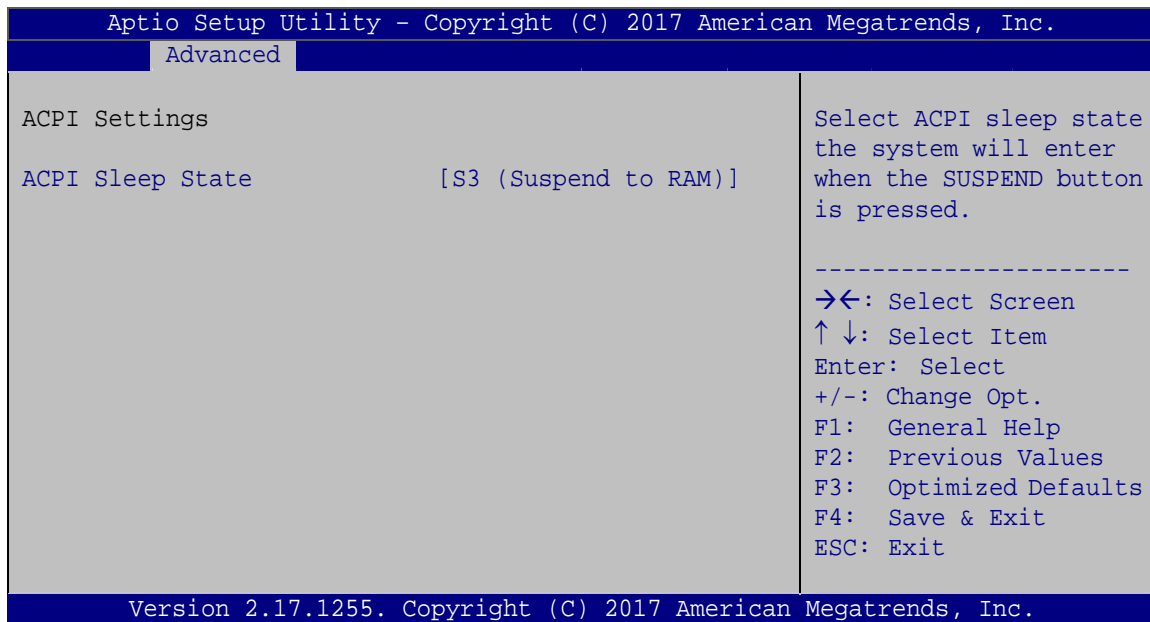 Aptio Setup Utility – Copyright (C) 2017 American Megatrends, Inc.
Advanced
ACPI Settings
ACPI Sleep State [S3 (Suspend to RAM)]
Select ACPI sleep state
the system will enter
when the SUSPEND button
is pressed.
----------------------
→←: Select Screen
↑ ↓: Select Item
Enter: Select
+/-: Change Opt.
F1: General Help
F2: Previous Values
F3: Optimized Defaults
F4: Save & Exit
ESC: Exit
Version 2.17.1255. Copyright (C) 2017 American Megatrends, Inc.